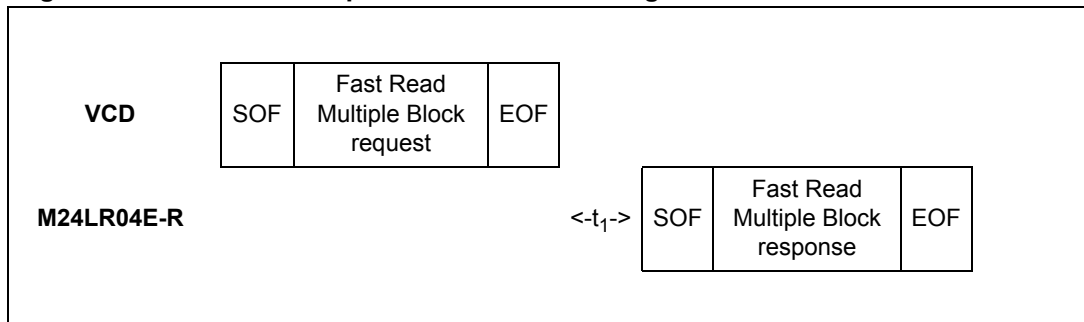 VCD
SOF
Fast Read
Multiple Block
request
EOF
M24LR04E-R
<-t1->
SOF
Fast Read
Multiple Block
response
EOF